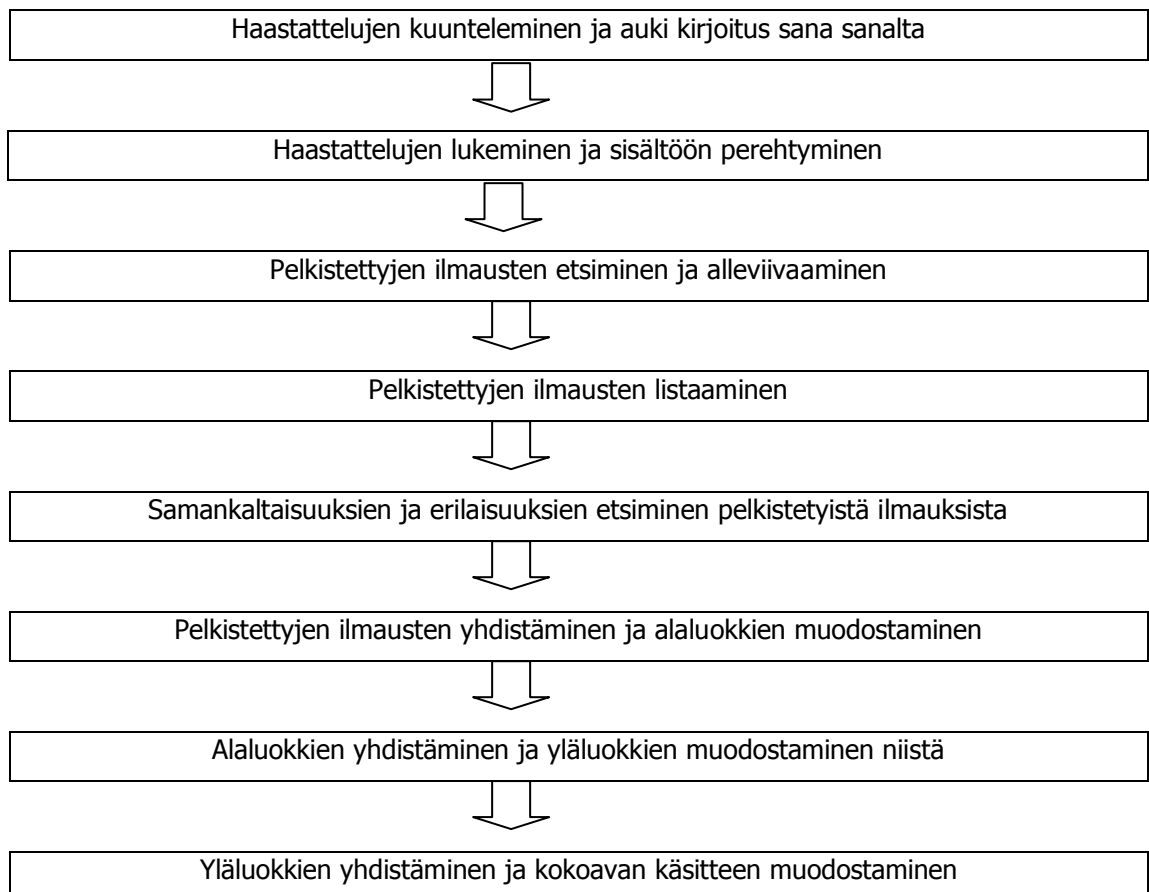 Haastattelujen kuunteleminen ja auki kirjoitus sana sanalta
Haastattelujen lukeminen ja sisältöön perehtyminen
Pelkistettyjen ilmausten etsiminen ja alleviivaaminen
Pelkistettyjen ilmausten listaaminen
Samankaltaisuuksien ja erilaisuuksien etsiminen pelkistetyistä ilmauksista
Pelkistettyjen ilmausten yhdistäminen ja alaluokkien muodostaminen
Alaluokkien yhdistäminen ja yläluokkien muodostaminen niistä
Yläluokkien yhdistäminen ja kokoavan käsitteen muodostaminen